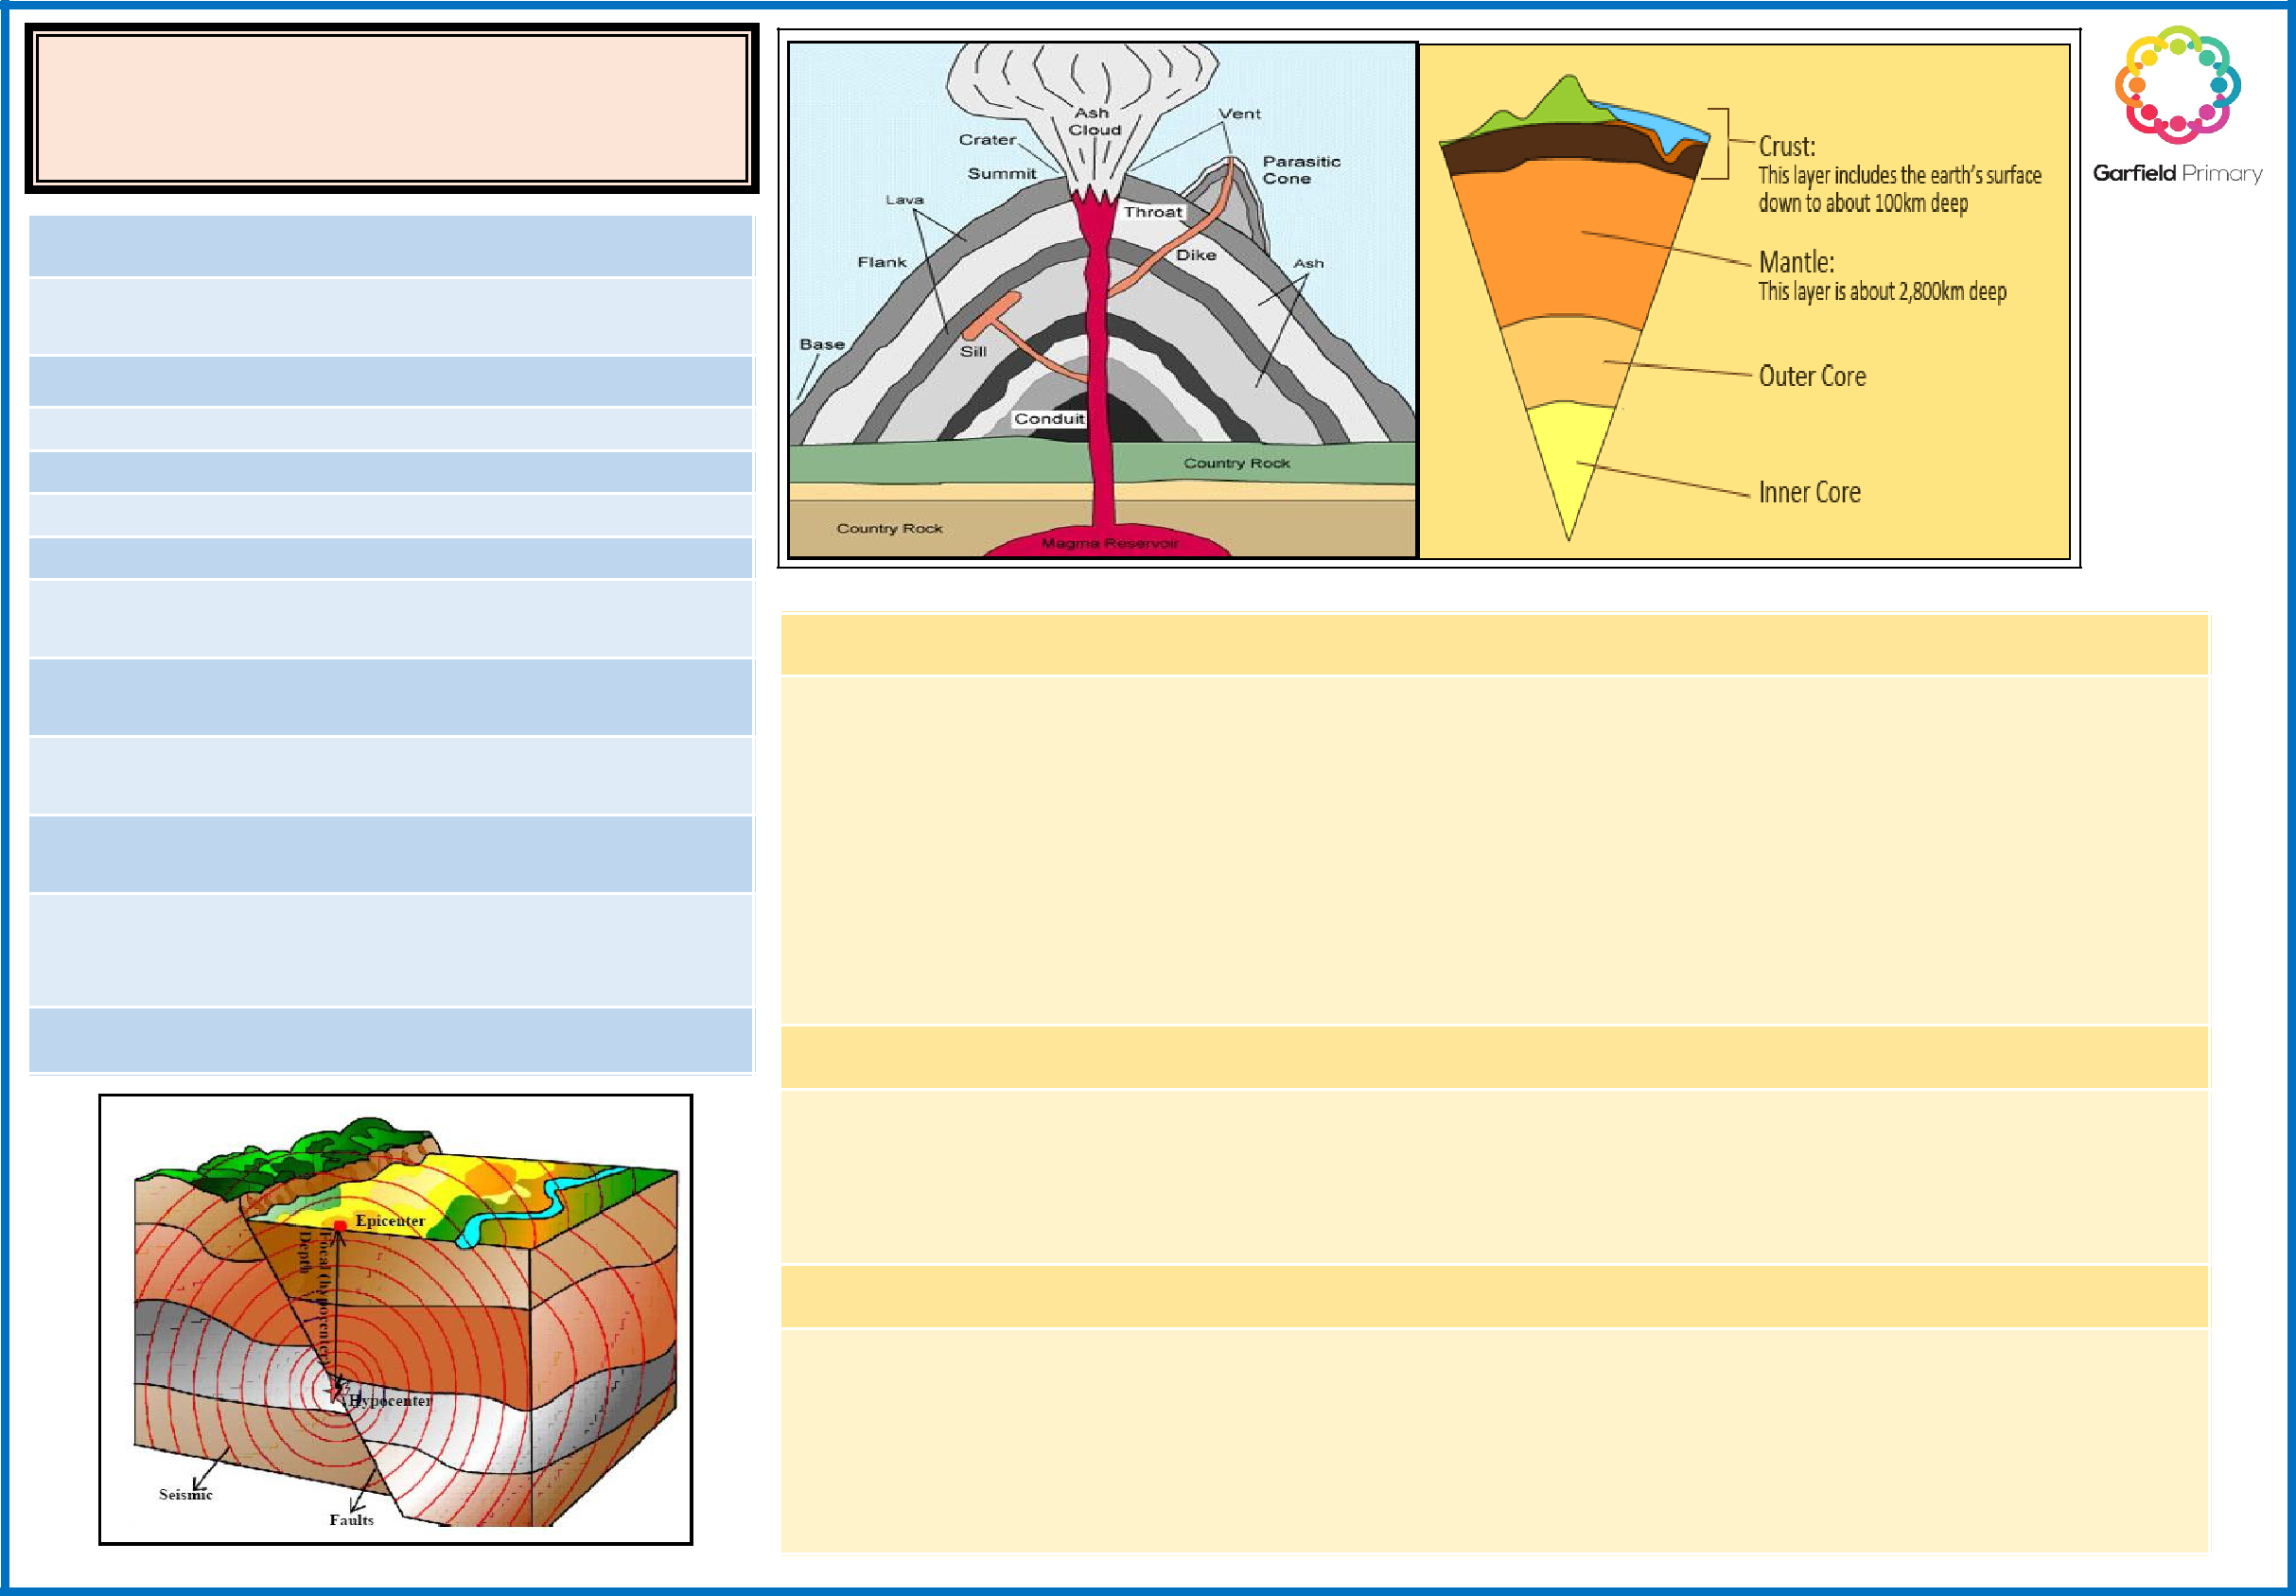 Ash
Cloud
Vent
Crater
Parasitic
Cone
Summit
Lava
Throat
Flank
Dike
Ash
Base
Sill
Conduit
Country Rock
Country Rock
Magma Reservoir
Crust:
This layer includes the earth's surface
down to about 100km deep
Mantle:
This layer is about 2,800km deep
Outer Core
Inner Core
Garfield Primary
Epicenter
Focal (hypocenter)
Depth
Hypocenter
Seismic
Faults